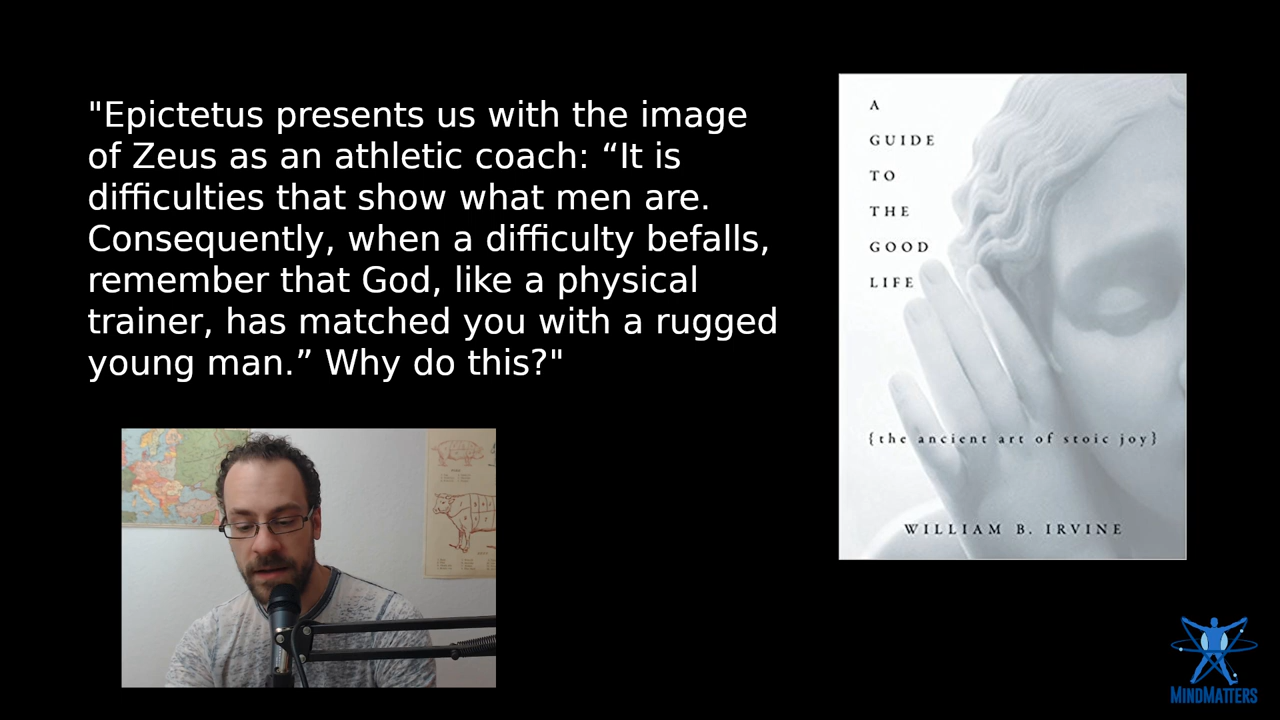 "Epictetus presents us with the image
of Zeus as an athletic coach: “It is
difficulties that show what men are.
Consequently, when a difficulty befalls,
remember that God, like a physical
trainer, has matched you with a rugged
young man.” Why do this?"
A
GUIDE
TO
THE
GOOD
LIFE
{the ancient art of stoic joy}
WILLIAM B. IRVINE
MINDMATTERS